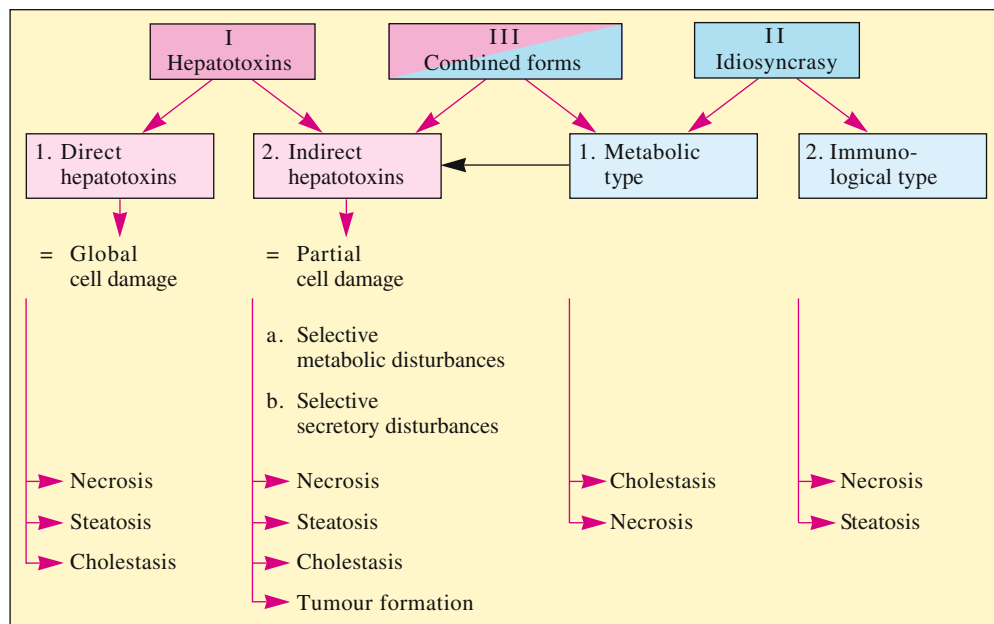 I
Hepatotoxins
III
Combined forms
II
Idiosyncrasy
1. Direct
hepatotoxins
2. Indirect
hepatotoxins
1. Metabolic
type
2. Immuno-
logical type
= Global
cell damage
= Partial
cell damage
a. Selective
metabolic disturbances
b. Selective
secretory disturbances
Necrosis
Steatosis
Cholestasis
Necrosis
Steatosis
Cholestasis
Tumour formation
Cholestasis
Necrosis
Necrosis
Steatosis